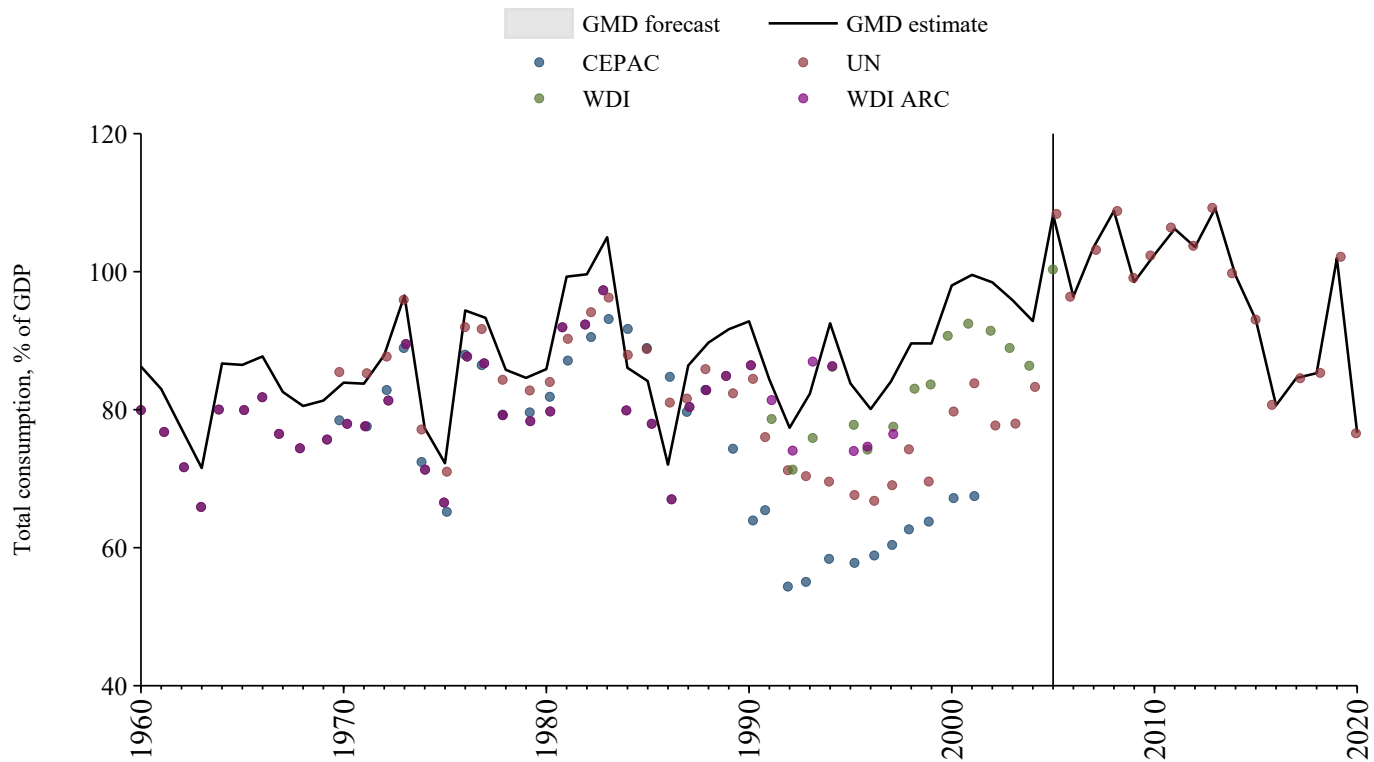 GMD forecast
GMD estimate
CEPAC
UN
WDI
WDI ARC
Total consumption, % of GDP
120
100
80
60
40
1960
1970
1980
1990
2000
2010
2020